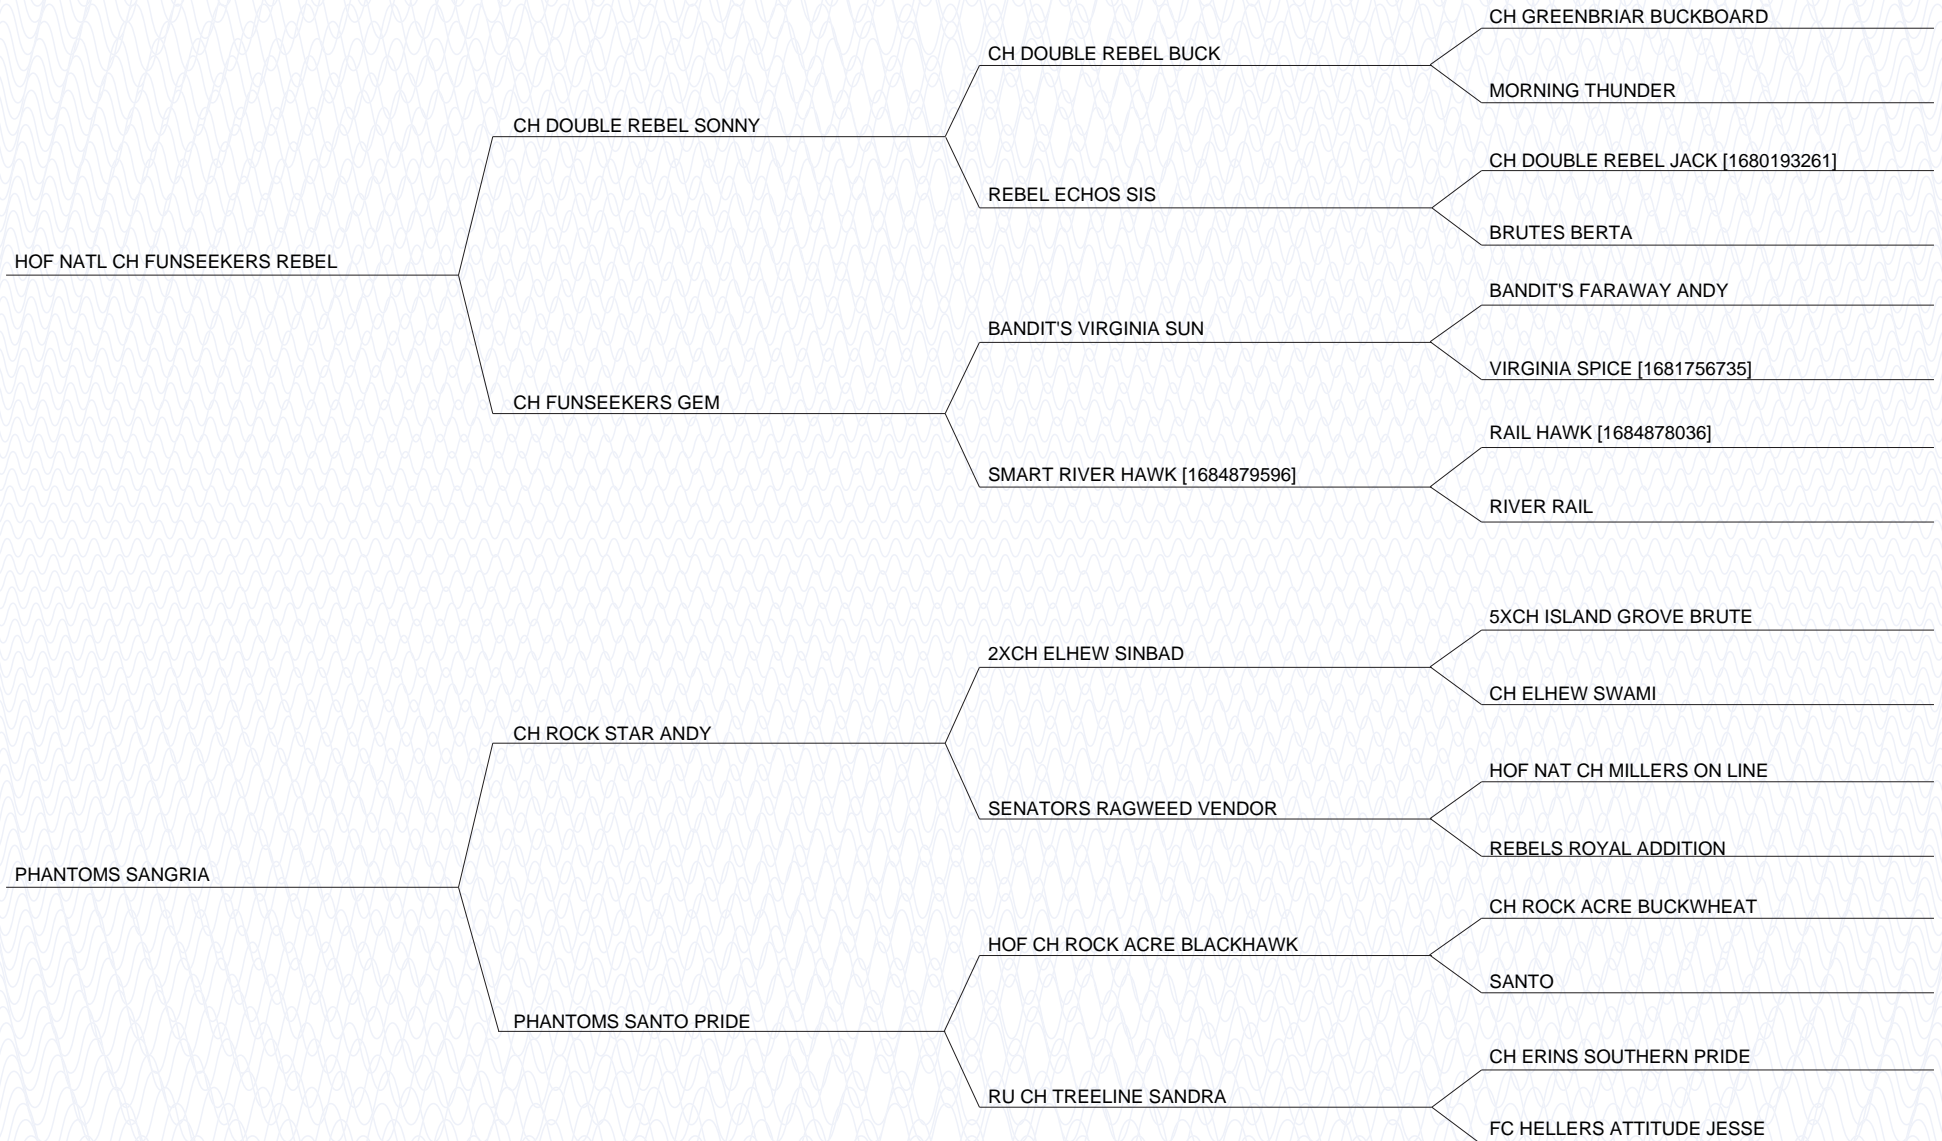 CH GREENBRIAR BUCKBOARD
CH DOUBLE REBEL BUCK
MORNING THUNDER
CH DOUBLE REBEL SONNY
CH DOUBLE REBEL JACK [1680193261]
REBEL ECHOS SIS
BRUTES BERTA
HOF NATL CH FUNSEEKERS REBEL
BANDIT'S FARAWAY ANDY
BANDIT'S VIRGINIA SUN
VIRGINIA SPICE [1681756735]
CH FUNSEEKERS GEM
RAIL HAWK [1684878036]
SMART RIVER HAWK [1684879596]
RIVER RAIL
5XCH ISLAND GROVE BRUTE
2XCH ELHEW SINBAD
CH ELHEW SWAMI
CH ROCK STAR ANDY
HOF NAT CH MILLERS ON LINE
SENATORS RAGWEED VENDOR
REBELS ROYAL ADDITION
PHANTOMS SANGRIA
CH ROCK ACRE BUCKWHEAT
HOF CH ROCK ACRE BLACKHAWK
SANTO
PHANTOMS SANTO PRIDE
CH ERINS SOUTHERN PRIDE
RU CH TREELINE SANDRA
FC HELLERS ATTITUDE JESSE